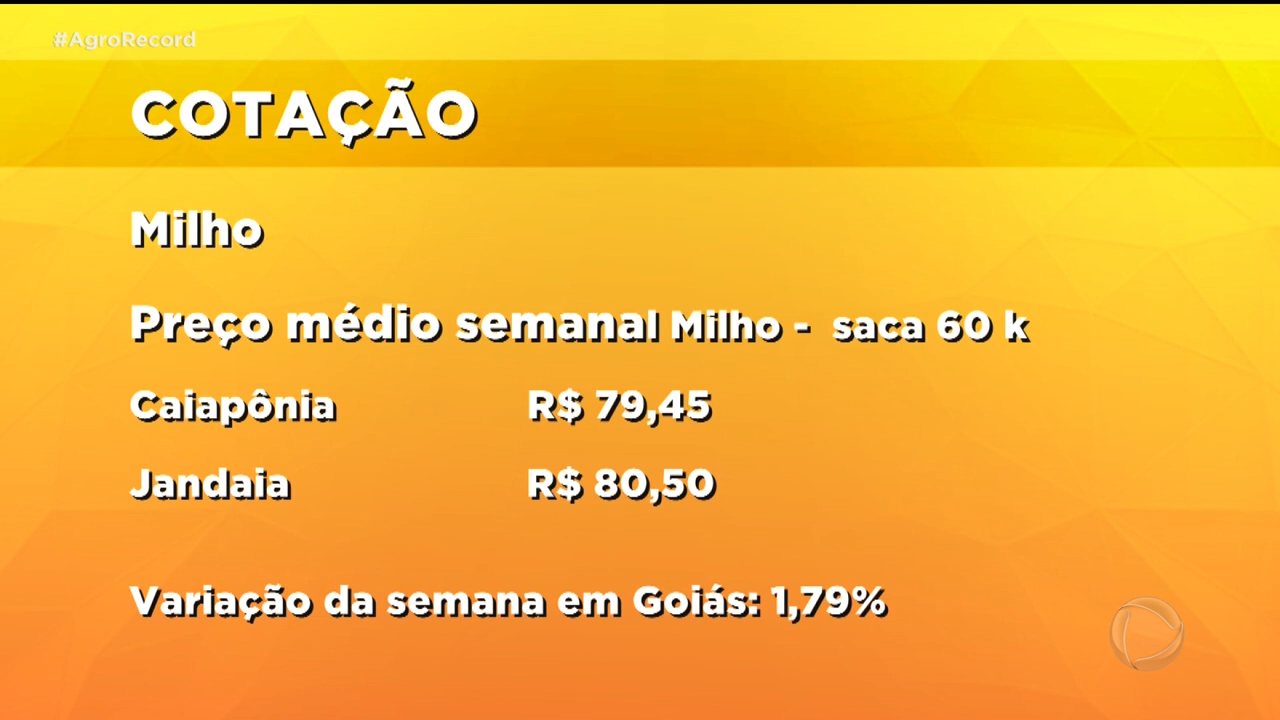 #AgroRecord
COTAÇÃO
Milho
Preço médio semanal Milho - saca 60 k
Caiapônia R$ 79,45
Jandaia R$ 80,50
Variação da semana em Goiás: 1,79%